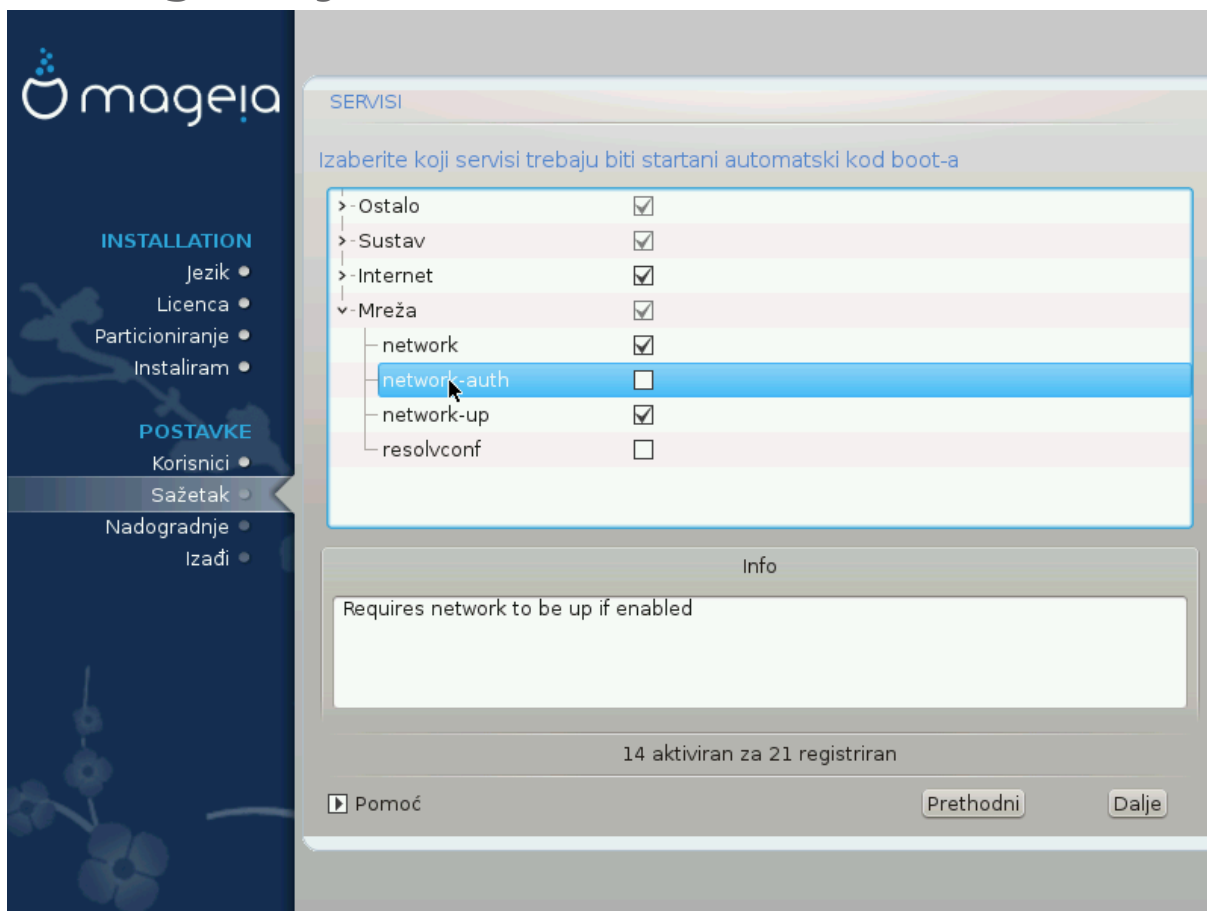 mageia
SERVISI
Izaberite koji servisi trebaju biti startani automatski kod boot-a
INSTALLATION
Jezik
Licenca
Particioniranje
Instaliram
POSTAVKE
Korisnici
Sažetak
Nadogradnje
Izađi
Ostalo
Sustav
Internet
Mreža
network
network-auth
network-up
resolvconf
Info
Requires network to be up if enabled
14 aktiviran za 21 registriran
Pomoć
Prethodni
Dalje